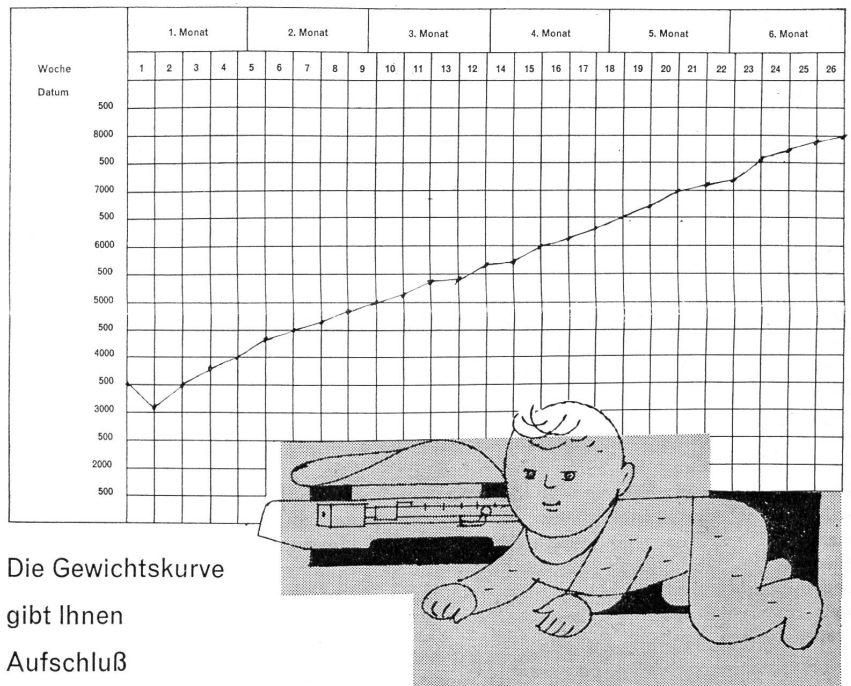 1. Monat 2. Monat 3. Monat 4. Monat 5. Monat 6. Monat
Woche 1 2 3 4 5 6 7 8 9 10 11 13 12 14 15 16 17 18 19 20 21 22 23 24 25 26
Datum
500
8000
500
7000
500
6000
500
5000
500
4000
500
3000
500
2000
500
Die Gewichtskurve
gibt Ihnen
Aufschluß